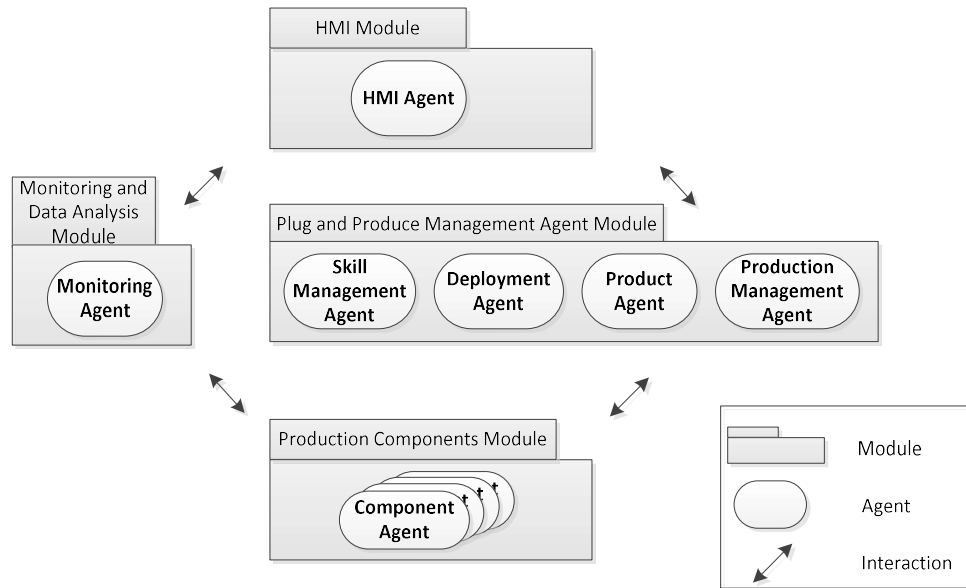 HMI Module
HMI Agent
Monitoring and
Data Analysis
Module
Monitoring
Agent
Plug and Produce Management Agent Module
Skill
Management
Agent
Deployment
Agent
Product
Agent
Production
Management
Agent
Production Components Module
Component
Agent
Module
Agent
Interaction